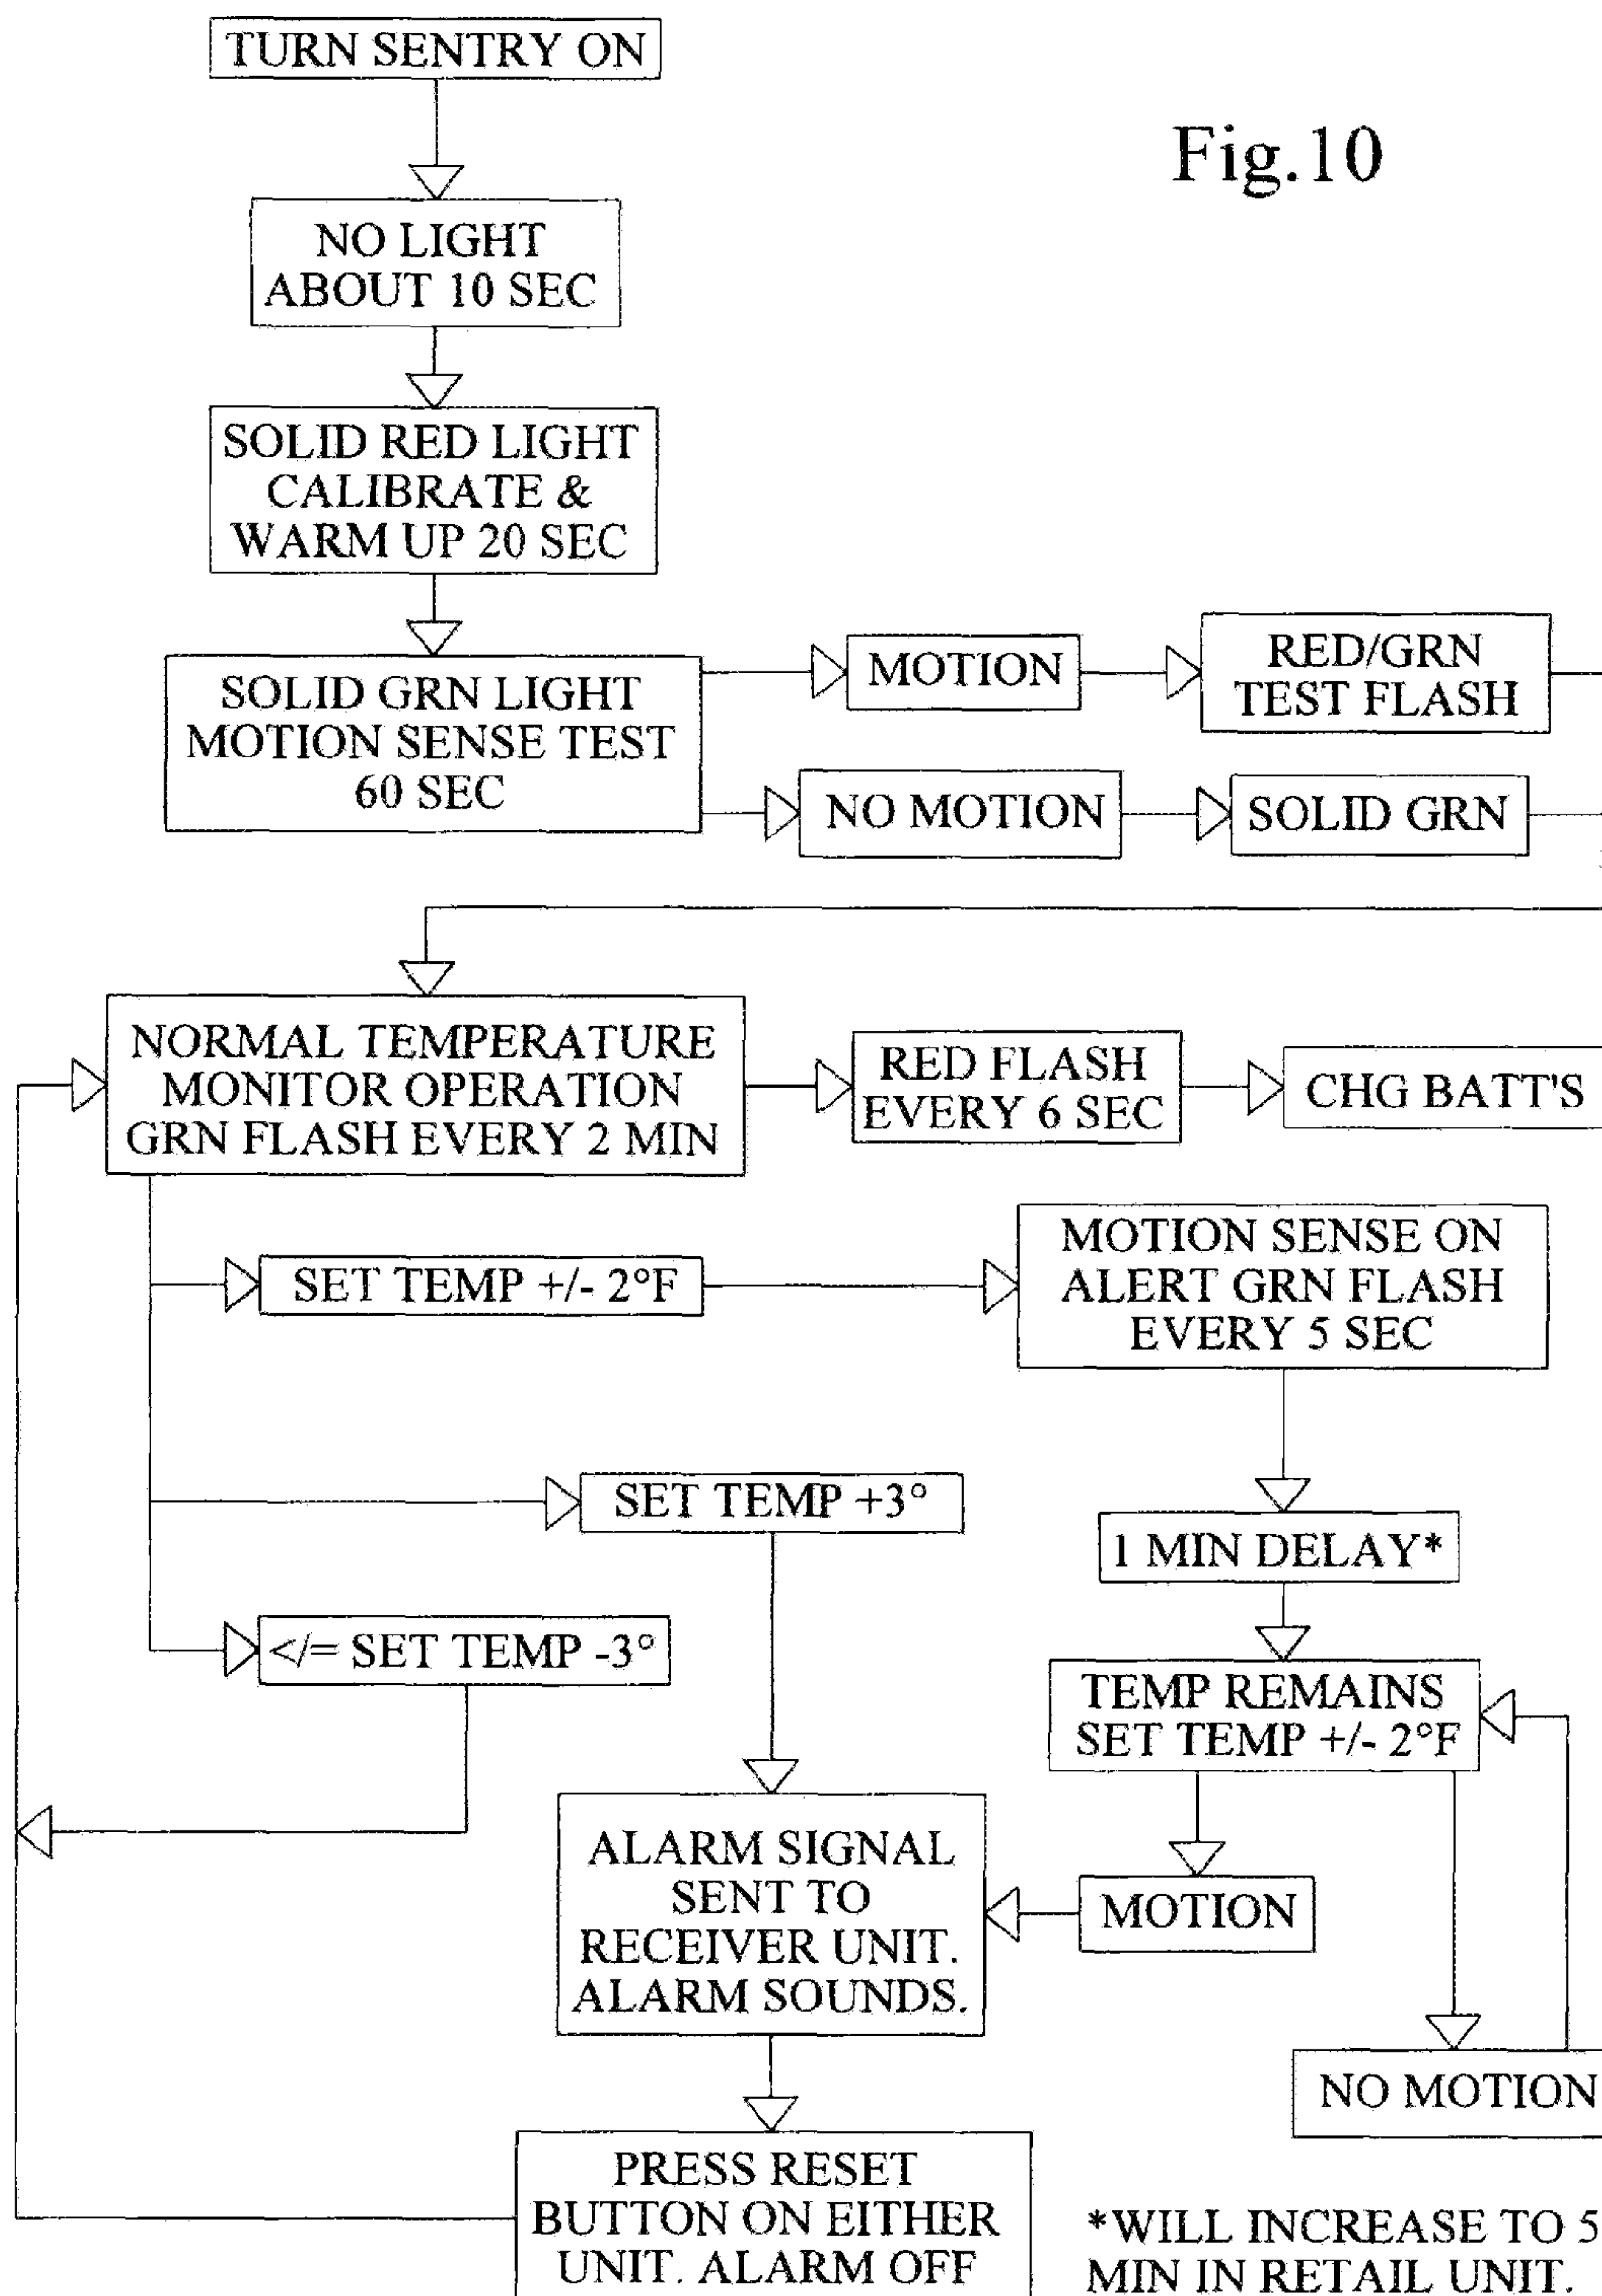 TURN SENTRY ON
Fig.10
NO LIGHT
ABOUT 10 SEC
SOLID RED LIGHT
CALIBRATE &
WARM UP 20 SEC
SOLID GRN LIGHT
MOTION SENSE TEST
60 SEC
MOTION
RED/GRN
TEST FLASH
NO MOTION
SOLID GRN
NORMAL TEMPERATURE
MONITOR OPERATION
GRN FLASH EVERY 2 MIN
RED FLASH
EVERY 6 SEC
CHG BATT'S
SET TEMP +/- 2°F
MOTION SENSE ON
ALERT GRN FLASH
EVERY 5 SEC
SET TEMP +3°
1 MIN DELAY*
</= SET TEMP -3°
TEMP REMAINS
SET TEMP +/- 2°F
ALARM SIGNAL
SENT TO
RECEIVER UNIT.
ALARM SOUNDS.
MOTION
NO MOTION
PRESS RESET
BUTTON ON EITHER
UNIT. ALARM OFF
*WILL INCREASE TO 5
MIN IN RETAIL UNIT.